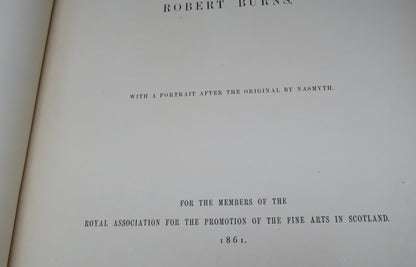 ROBERT BURNS.
WITH A PORTRAIT AFTER THE ORIGINAL BY NASMYTH.
FOR THE MEMBERS OF THE
ROYAL ASSOCIATION FOR THE PROMOTION OF THE FINE ARTS IN SCOTLAND.
1861.